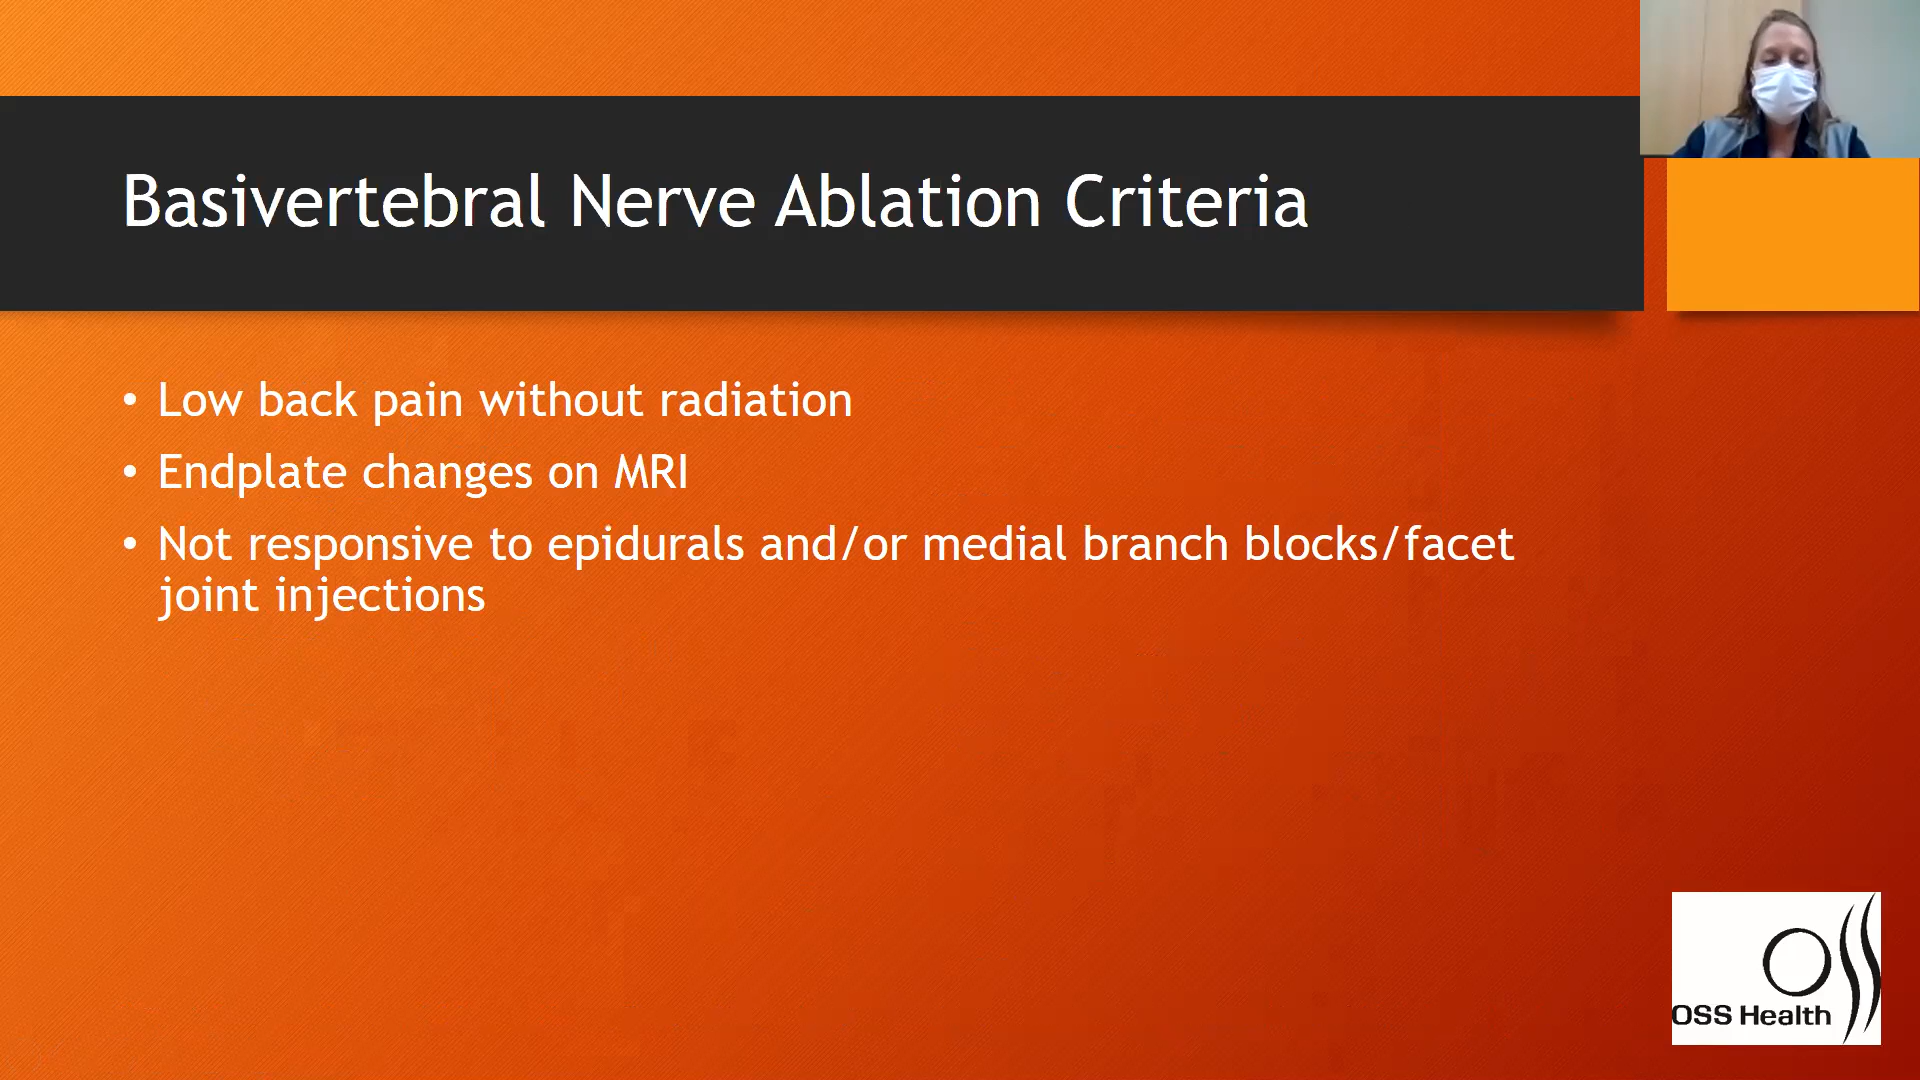 Basivertebral Nerve Ablation Criteria
• Low back pain without radiation
• Endplate changes on MRI
• Not responsive to epidurals and/or medial branch blocks/facet
joint injections
OSS Health